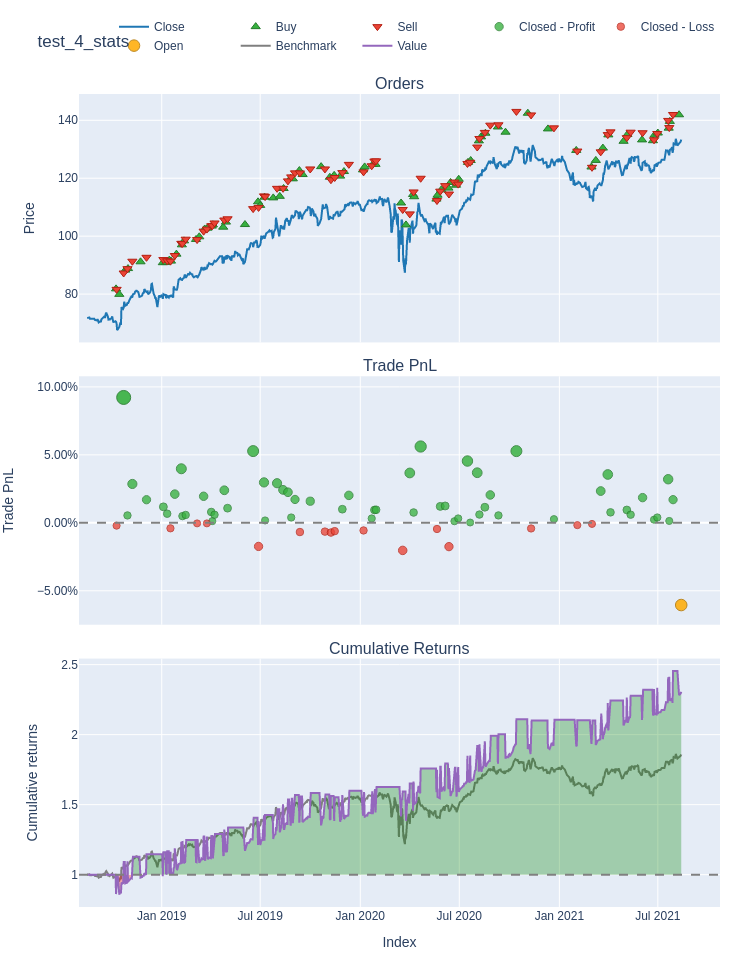 test_4_stats
Close
Buy
Sell
Closed - Profit
Closed - Loss
Open
Benchmark
Value
Orders
140
120
100
80
Price
Trade PnL
10.00%
5.00%
0.00%
−5.00%
Trade PnL
Cumulative Returns
2.5
2
1.5
1
Cumulative returns
Jan 2019
Jul 2019
Jan 2020
Jul 2020
Jan 2021
Jul 2021
Index